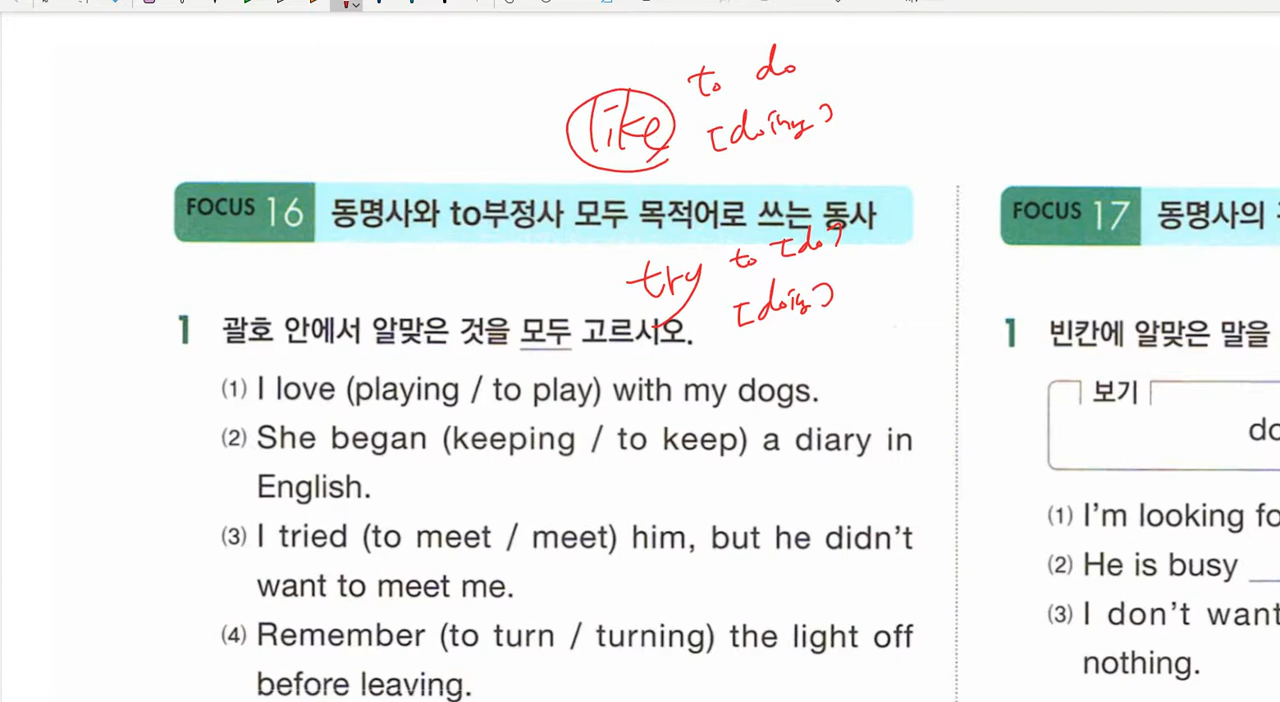 like to do
[doing]
FOCUS 16 동명사와 to부정사 모두 목적어로 쓰는 동사
try to [do]
[doing]
1 괄호 안에서 알맞은 것을 모두 고르시오.
(1) I love (playing / to play) with my dogs.
(2) She began (keeping / to keep) a diary in
English.
(3) I tried (to meet / meet) him, but he didn't
want to meet me.
(4) Remember (to turn / turning) the light off
before leaving.
FOCUS 17 동명사의
1 빈칸에 알맞은 말을
보기
do
(1) I'm looking fo
(2) He is busy
(3) I don't want
nothing.